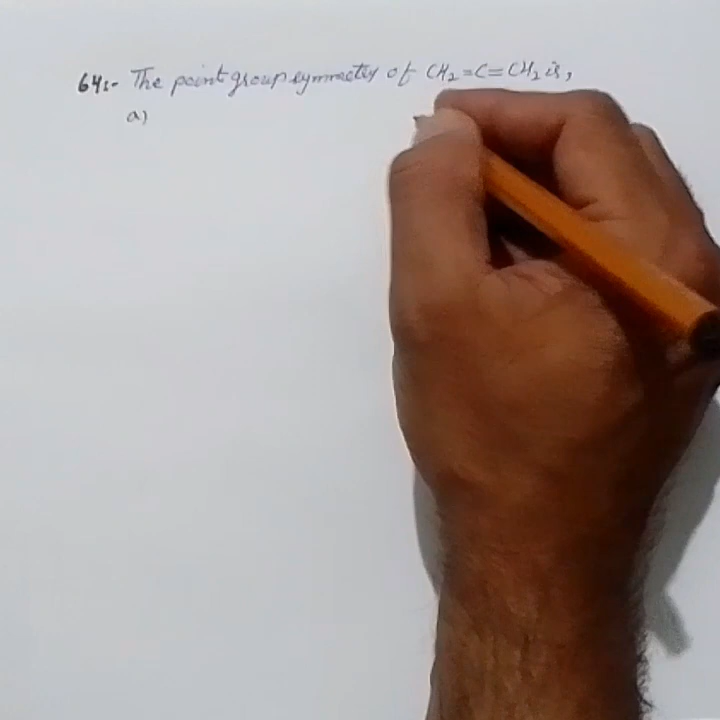 64:- The point group symmetry of CH2=C=CH2 is,
a)